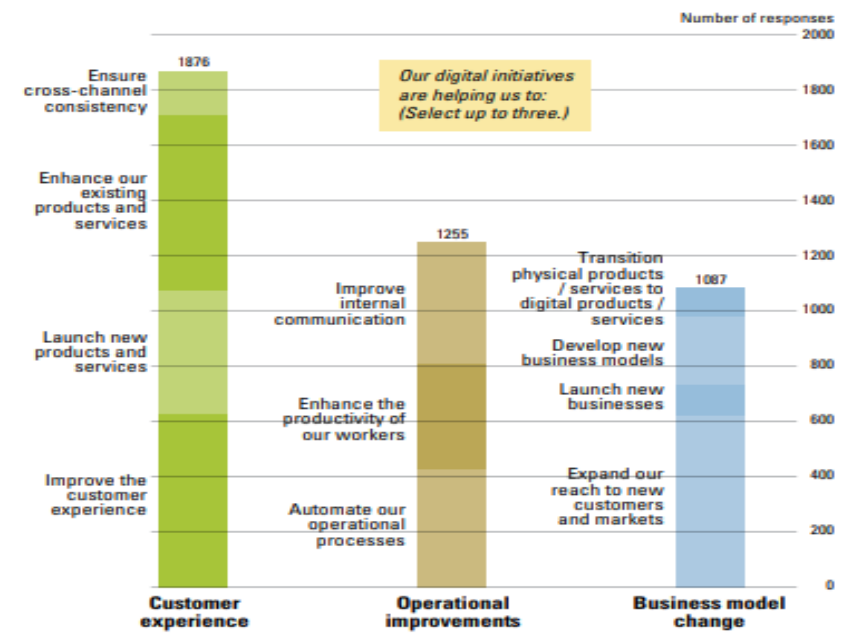 Number of responses
2000
1876
Ensure
cross-channel
consistency
Our digital initiatives
are helping us to:
(Select up to three.)
1800
1600
Enhance our
existing
products and
services
1400
1255
1200
Transition
physical products
/ services to
digital products /
services
1087
Improve
internal
communication
1000
Launch new
products and
services
Develop new
business models
800
Launch new
businesses
Enhance the
productivity of
our workers
600
Improve the
customer
experience
Expand our
reach to new
customers
and markets
400
Automate our
operational
processes
200
0
Customer
experience
Operational
improvements
Business model
change